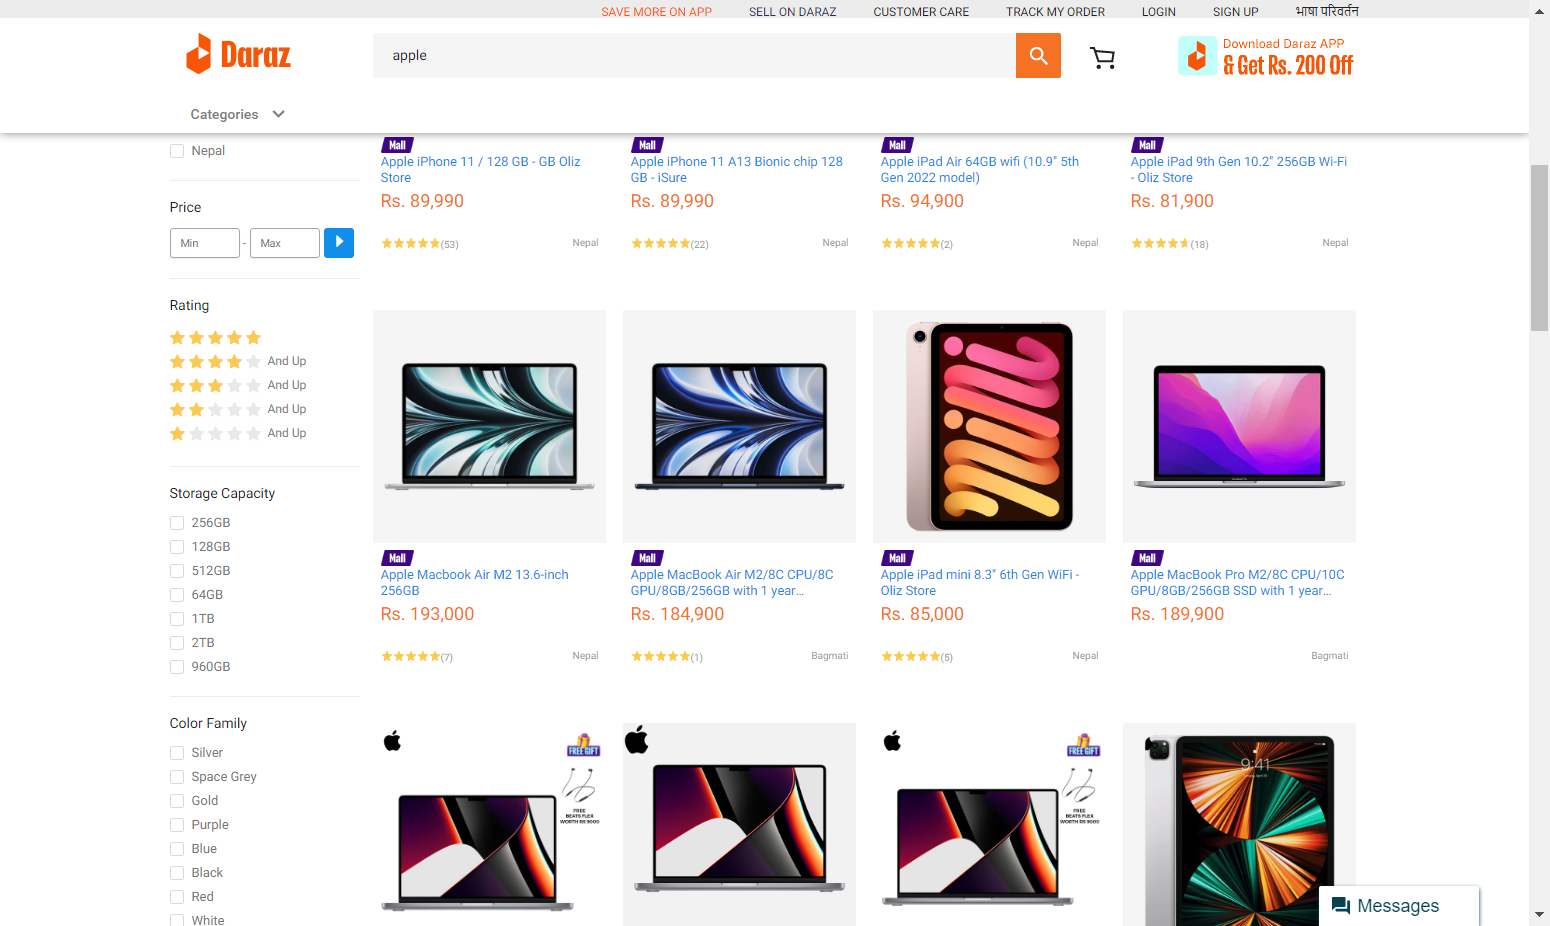 SAVE MORE ON APP
SELL ON DARAZ
CUSTOMER CARE
TRACK MY ORDER
LOGIN
SIGN UP
भाषा परिवर्तन
Daraz
apple
Download Daraz APP
& Get Rs. 200 Off
Categories
Nepal
Price
Min - Max
Rating
And Up
And Up
And Up
And Up
Storage Capacity
256GB
128GB
512GB
64GB
1TB
2TB
960GB
Color Family
Silver
Space Grey
Gold
Purple
Blue
Black
Red
White
Mall
Apple iPhone 11 / 128 GB - GB Oliz
Store
Rs. 89,990
(53)
Nepal
Mall
Apple iPhone 11 A13 Bionic chip 128
GB - iSure
Rs. 89,990
(22)
Nepal
Mall
Apple iPad Air 64GB wifi (10.9" 5th
Gen 2022 model)
Rs. 94,900
(2)
Nepal
Mall
Apple iPad 9th Gen 10.2" 256GB Wi-Fi
- Oliz Store
Rs. 81,900
(18)
Nepal
Mall
Apple Macbook Air M2 13.6-inch
256GB
Rs. 193,000
(7)
Nepal
Mall
Apple MacBook Air M2/8C CPU/8C
GPU/8GB/256GB with 1 year...
Rs. 184,900
(1)
Bagmati
Mall
Apple iPad mini 8.3" 6th Gen WiFi -
Oliz Store
Rs. 85,000
(5)
Nepal
Mall
Apple MacBook Pro M2/8C CPU/10C
GPU/8GB/256GB SSD with 1 year...
Rs. 189,900
Bagmati
FREE GIFT
FREE
BEATS FLEX
WORTH RS 9000
FREE GIFT
FREE
BEATS FLEX
WORTH RS 9000
9:41
Messages